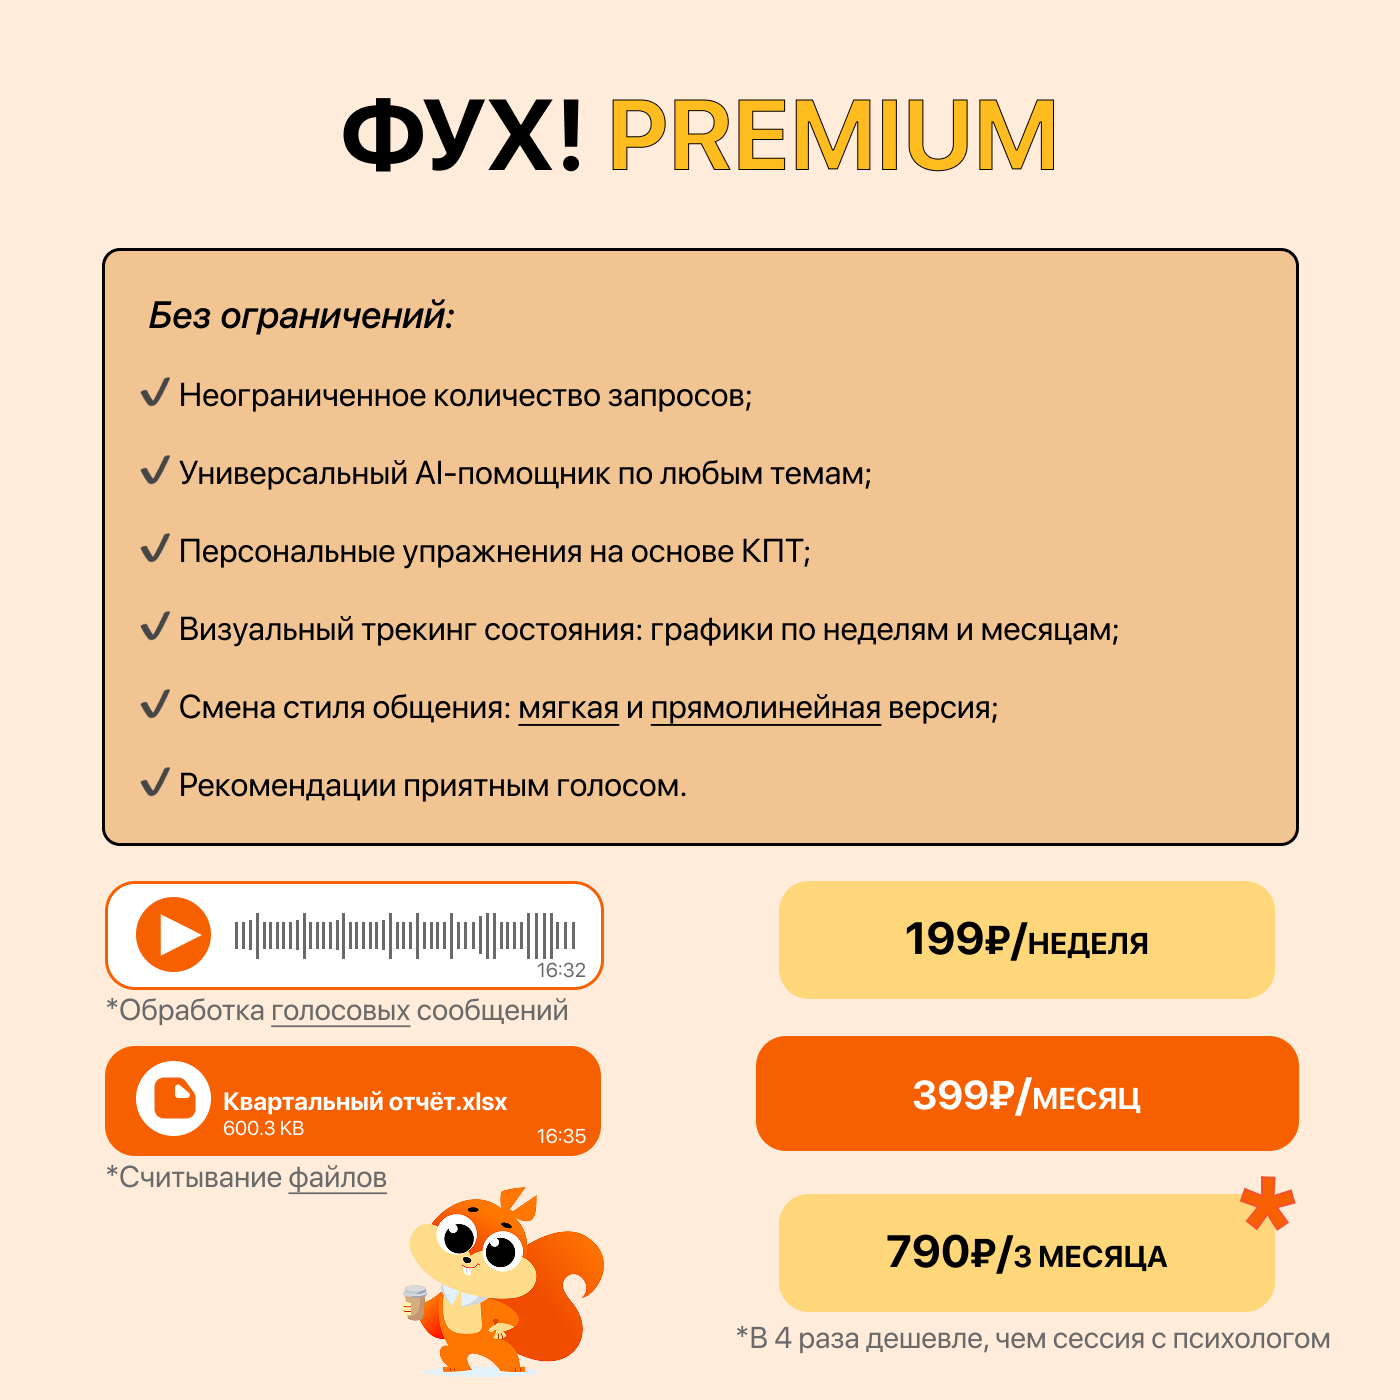 ФУХ! PREMIUM
Без ограничений:
✔ Неограниченное количество запросов;
✔ Универсальный AI-помощник по любым темам;
✔ Персональные упражнения на основе КПТ;
✔ Визуальный трекинг состояния: графики по неделям и месяцам;
✔ Смена стиля общения: мягкая и прямолинейная версия;
✔ Рекомендации приятным голосом.
16:32
*Обработка голосовых сообщений
Квартальный отчёт.xlsx
600.3 KB
16:35
*Считывание файлов
199₽/НЕДЕЛЯ
399₽/МЕСЯЦ
790₽/3 МЕСЯЦА
*
*В 4 раза дешевле, чем сессия с психологом